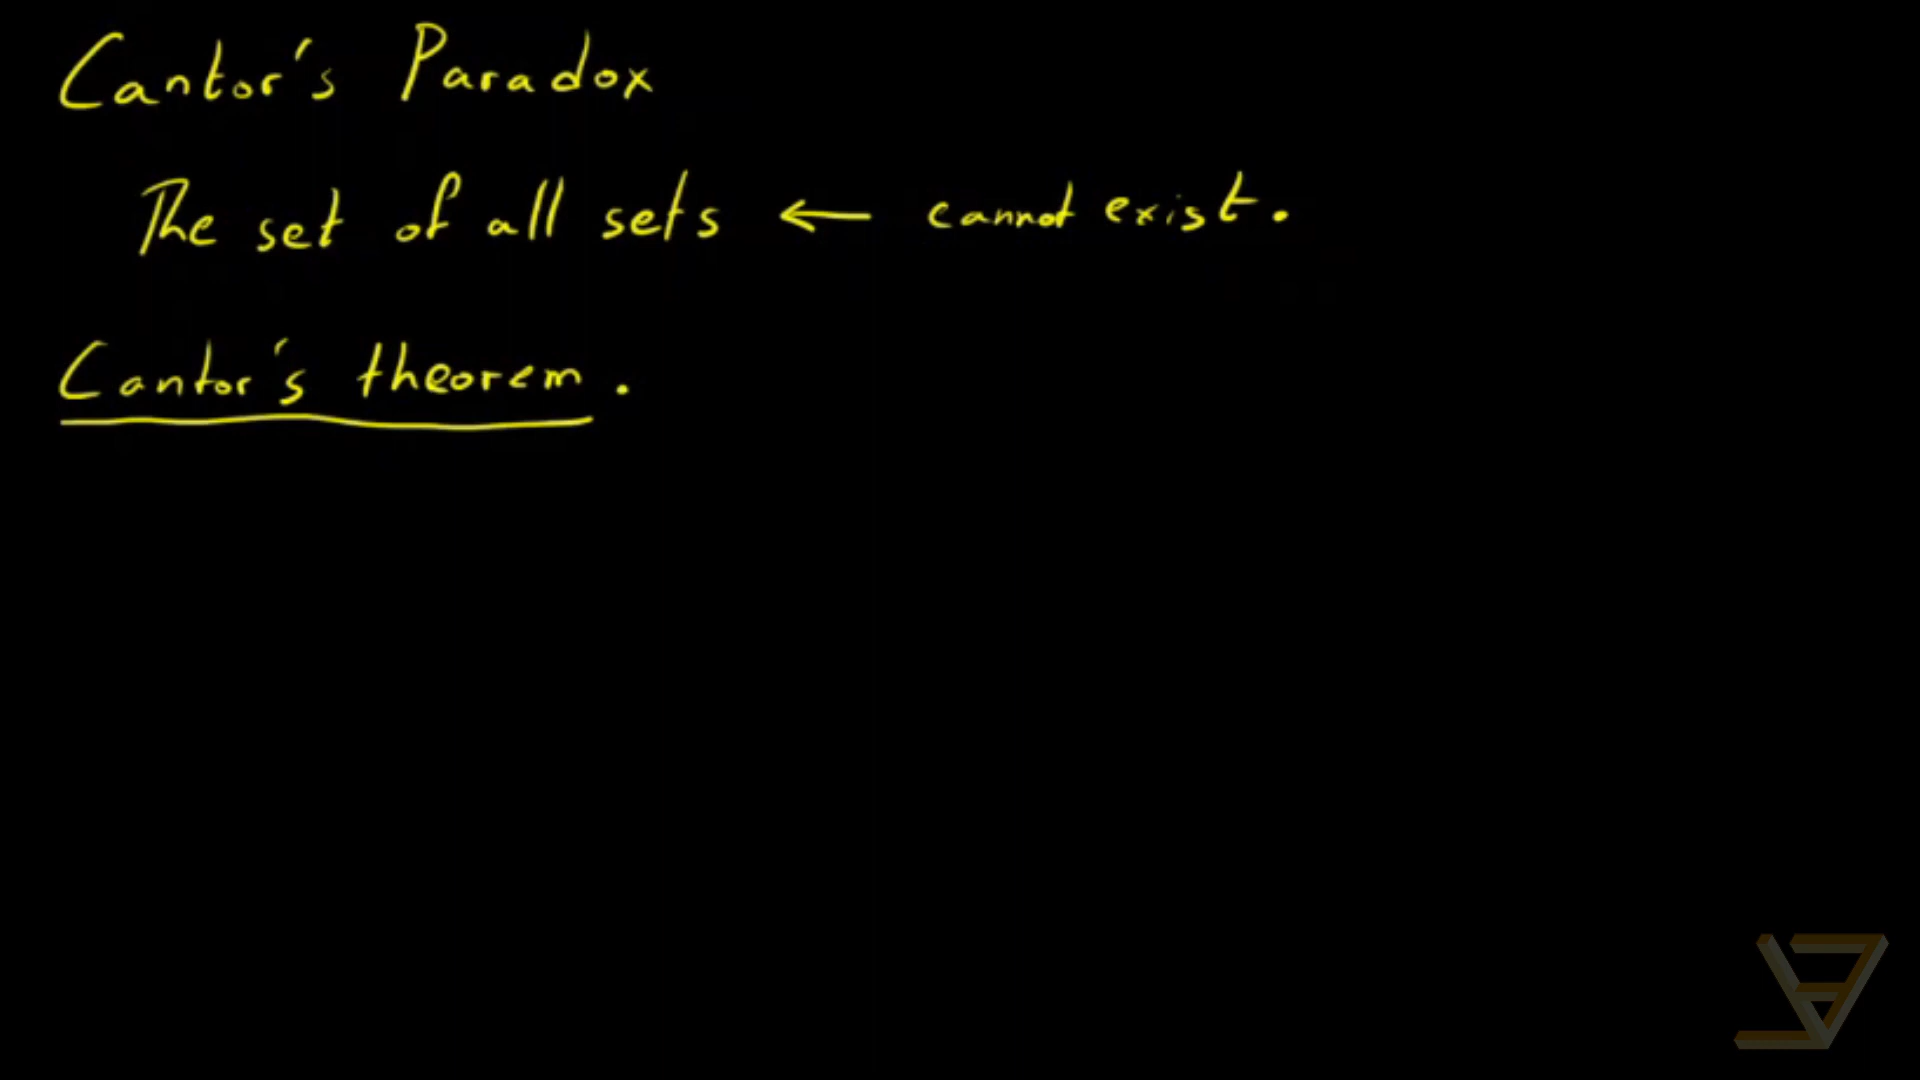 Cantor's Paradox
The set of all sets ← cannot exist.
Cantor's theorem.